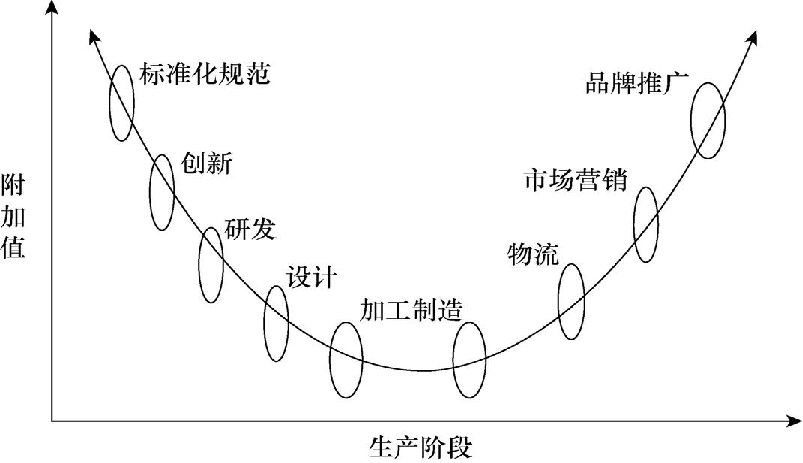 标准化规范
品牌推广
创新
市场营销
附加值
研发
物流
设计
加工制造
生产阶段